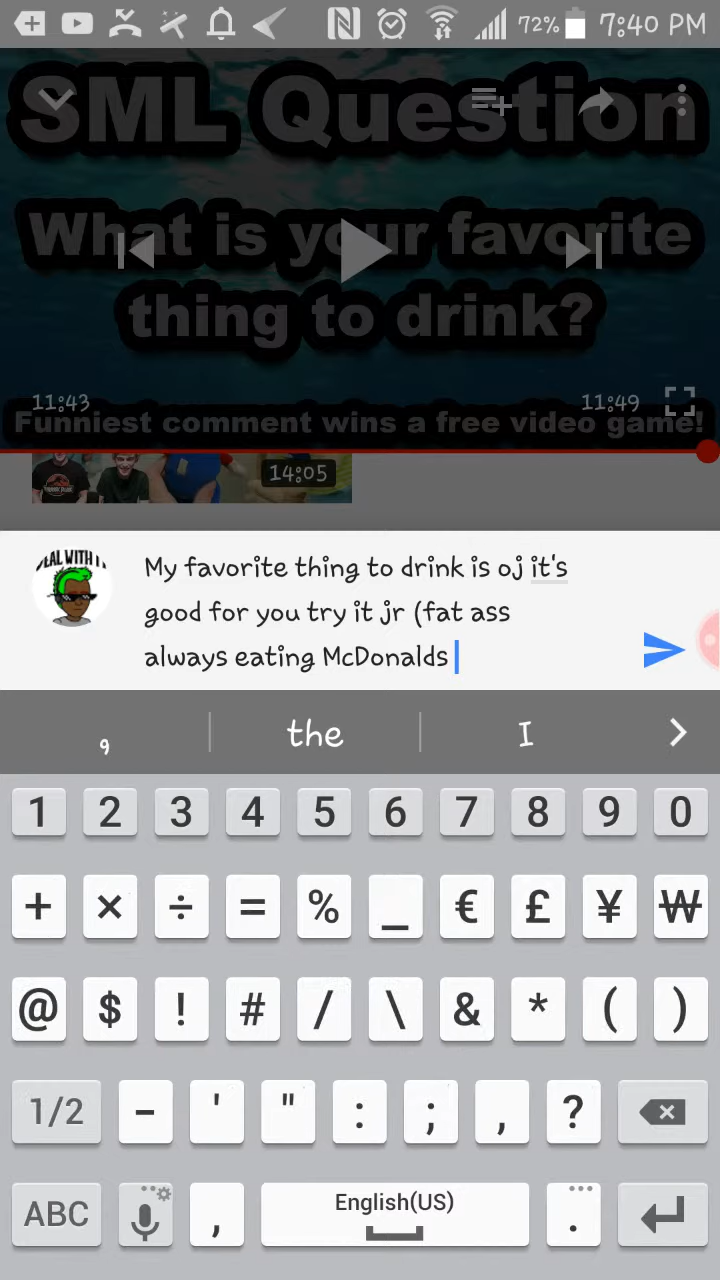 72% 7:40 PM
SML Question
What is your favorite
thing to drink?
11:43
11:49
Funniest comment wins a free video game!
14:05
My favorite thing to drink is oj it's
good for you try it jr (fat ass
always eating McDonalds
, the I
1 2 3 4 5 6 7 8 9 0
+ × ÷ = % _ € £ ¥ ₩
@ $ ! # / \ & * ( )
1/2 - ' " : ; , ?
ABC , English(US) .